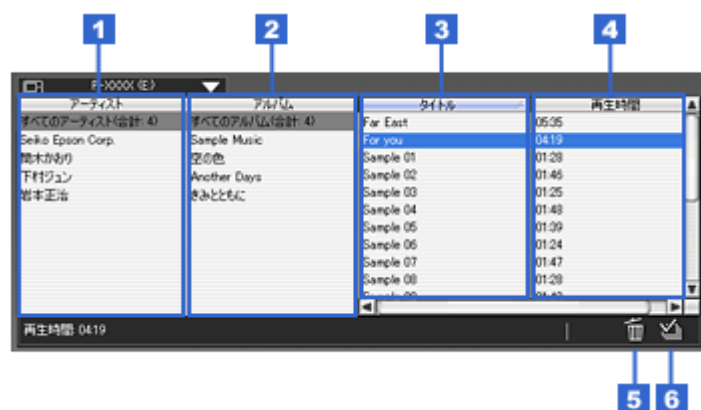 1
2
3
4
P-XXXX (E:)
アーティスト
アルバム
タイトル
再生時間
すべてのアーティスト(合計: 4)
すべてのアルバム(合計: 4)
Far East
05:35
Seiko Epson Corp.
Sample Music
For you
04:19
間木かおり
空の色
Sample 01
01:28
下村ジュン
Another Days
Sample 02
01:46
岩本正治
きみとともに
Sample 03
01:25
Sample 04
01:48
Sample 05
01:39
Sample 06
01:24
Sample 07
01:47
Sample 08
01:28
再生時間: 04:19
5
6